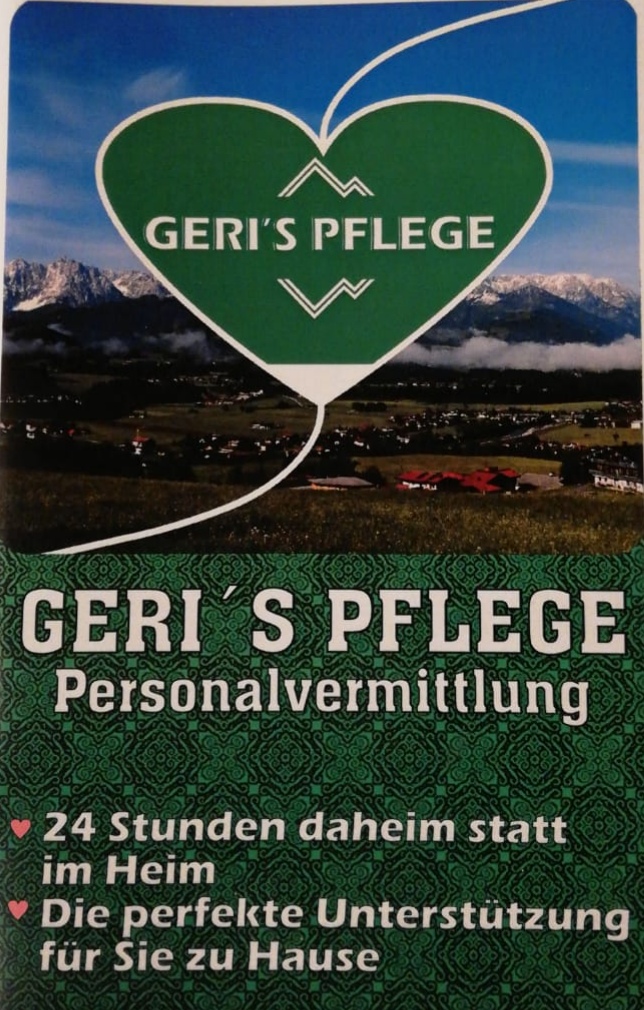 GERI'S PFLEGE
GERI´S PFLEGE
Personalvermittlung
24 Stunden daheim statt
im Heim
Die perfekte Unterstützung
für Sie zu Hause